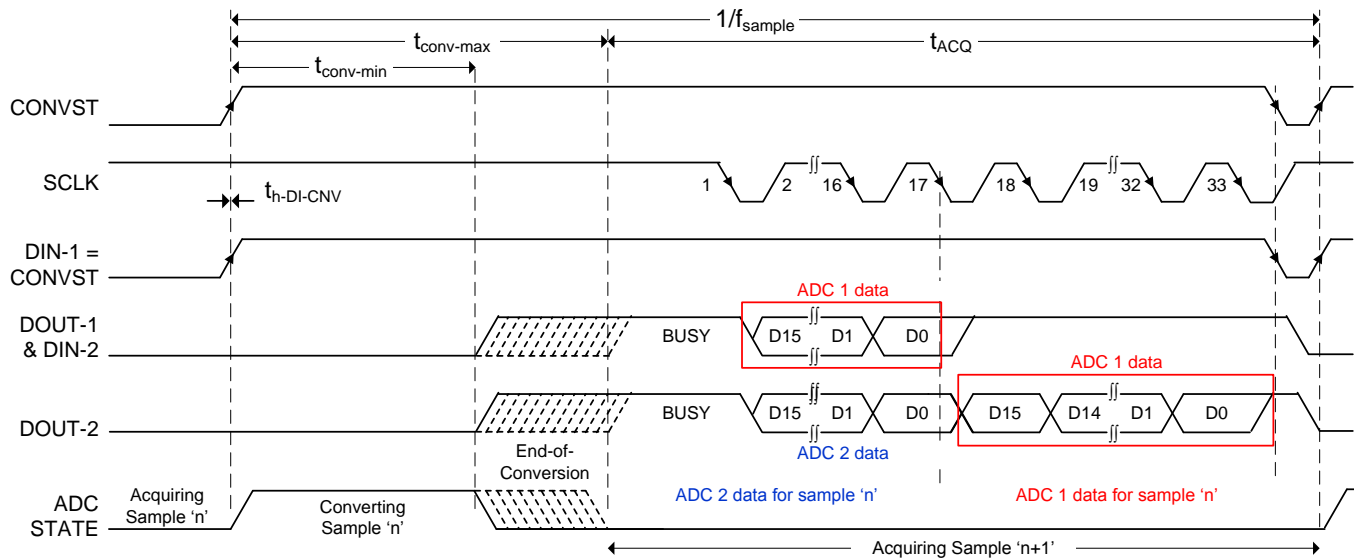 1/fsample
tconv-max
tACQ
tconv-min
CONVST
SCLK
1 2 16 17 18 19 32 33
th-DI-CNV
DIN-1 =
CONVST
ADC 1 data
DOUT-1
& DIN-2
BUSY D15 D1 D0
ADC 1 data
DOUT-2
BUSY D15 D1 D0 D15 D14 D1 D0
ADC 2 data
End-of-
Conversion
ADC
STATE
Acquiring
Sample 'n'
Converting
Sample 'n'
ADC 2 data for sample 'n'
ADC 1 data for sample 'n'
Acquiring Sample 'n+1'